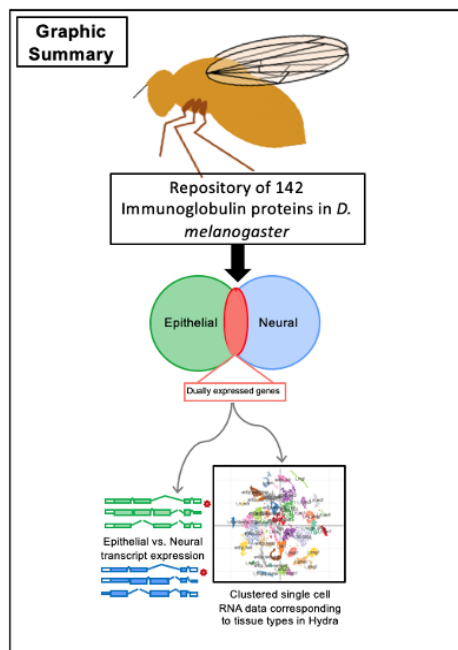 Graphic
Summary
Repository of 142
Immunoglobulin proteins in D.
melanogaster
Epithelial
Neural
Dually expressed genes
Epithelial vs. Neural
transcript expression
Clustered single cell
RNA data corresponding
to tissue types in Hydra